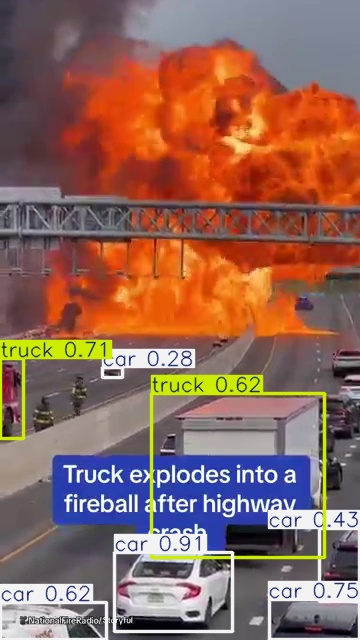 truck 0.71
car 0.28
truck 0.62
Truck explodes into a
fireball after highway
crash
car 0.43
car 0.91
car 0.62
car 0.75
NationalFireRadio/Storyful